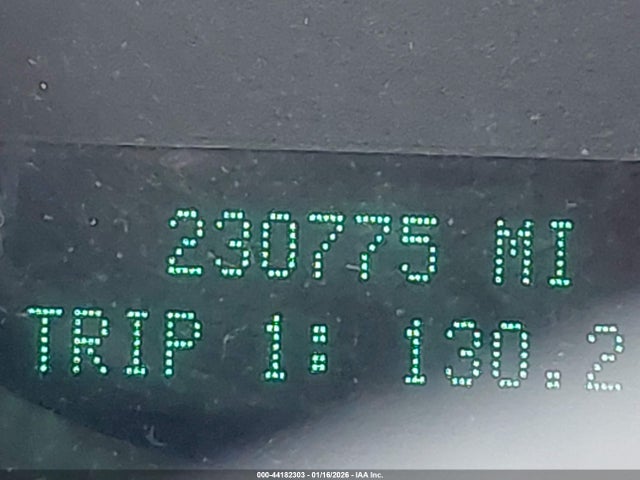 230775 MI
TRIP 1: 130.2
000-44182303 - 01/16/2026 - IAA Inc.